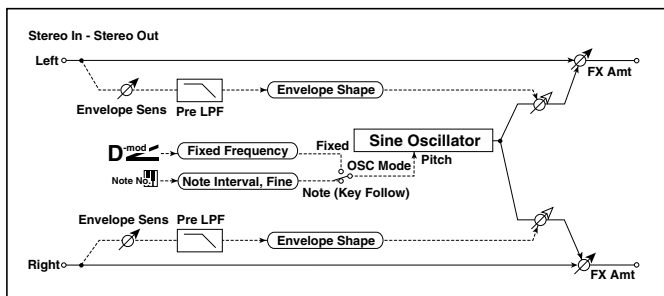 Stereo In - Stereo Out
Left
FX Amt
Envelope Sens
Pre LPF
Envelope Shape
D-mod
Fixed Frequency
Fixed
Sine Oscillator
OSC Mode
Pitch
Note No.
Note Interval, Fine
Note (Key Follow)
Envelope Sens
Pre LPF
Envelope Shape
Right
FX Amt